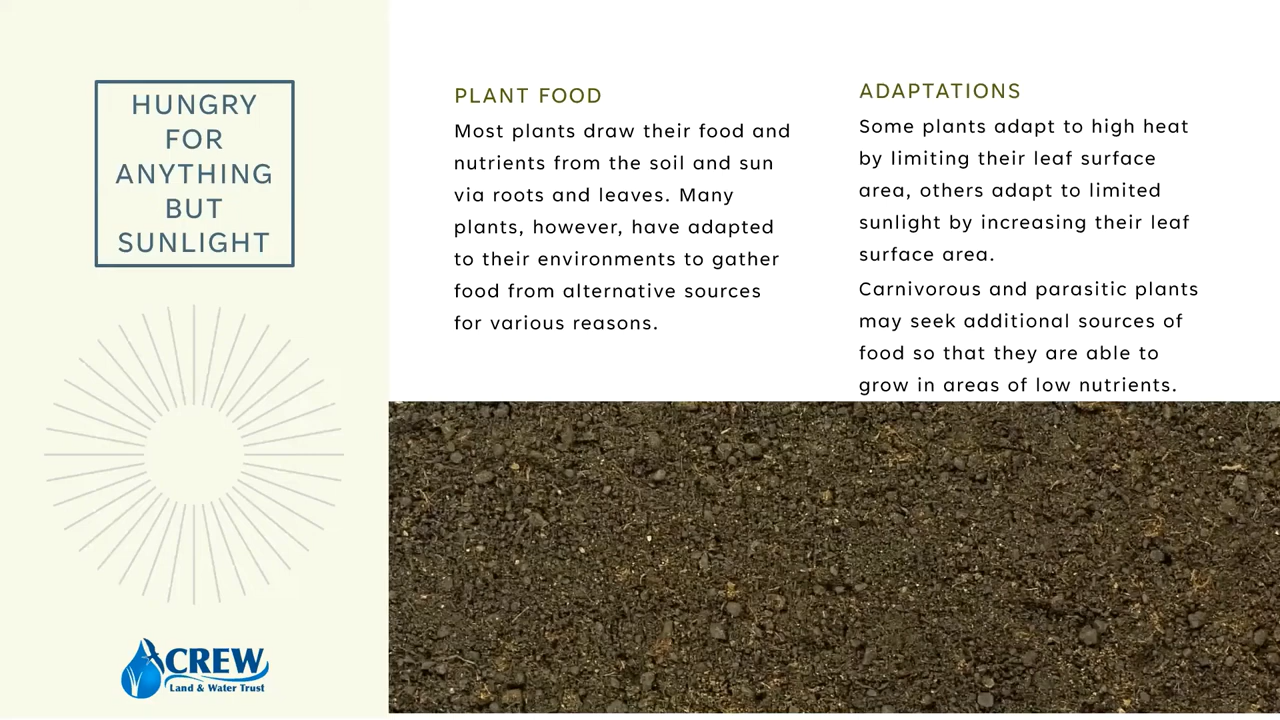 HUNGRY
FOR
ANYTHING
BUT
SUNLIGHT
PLANT FOOD
Most plants draw their food and
nutrients from the soil and sun
via roots and leaves. Many
plants, however, have adapted
to their environments to gather
food from alternative sources
for various reasons.
ADAPTATIONS
Some plants adapt to high heat
by limiting their leaf surface
area, others adapt to limited
sunlight by increasing their leaf
surface area.
Carnivorous and parasitic plants
may seek additional sources of
food so that they are able to
grow in areas of low nutrients.
CREW
Land & Water Trust